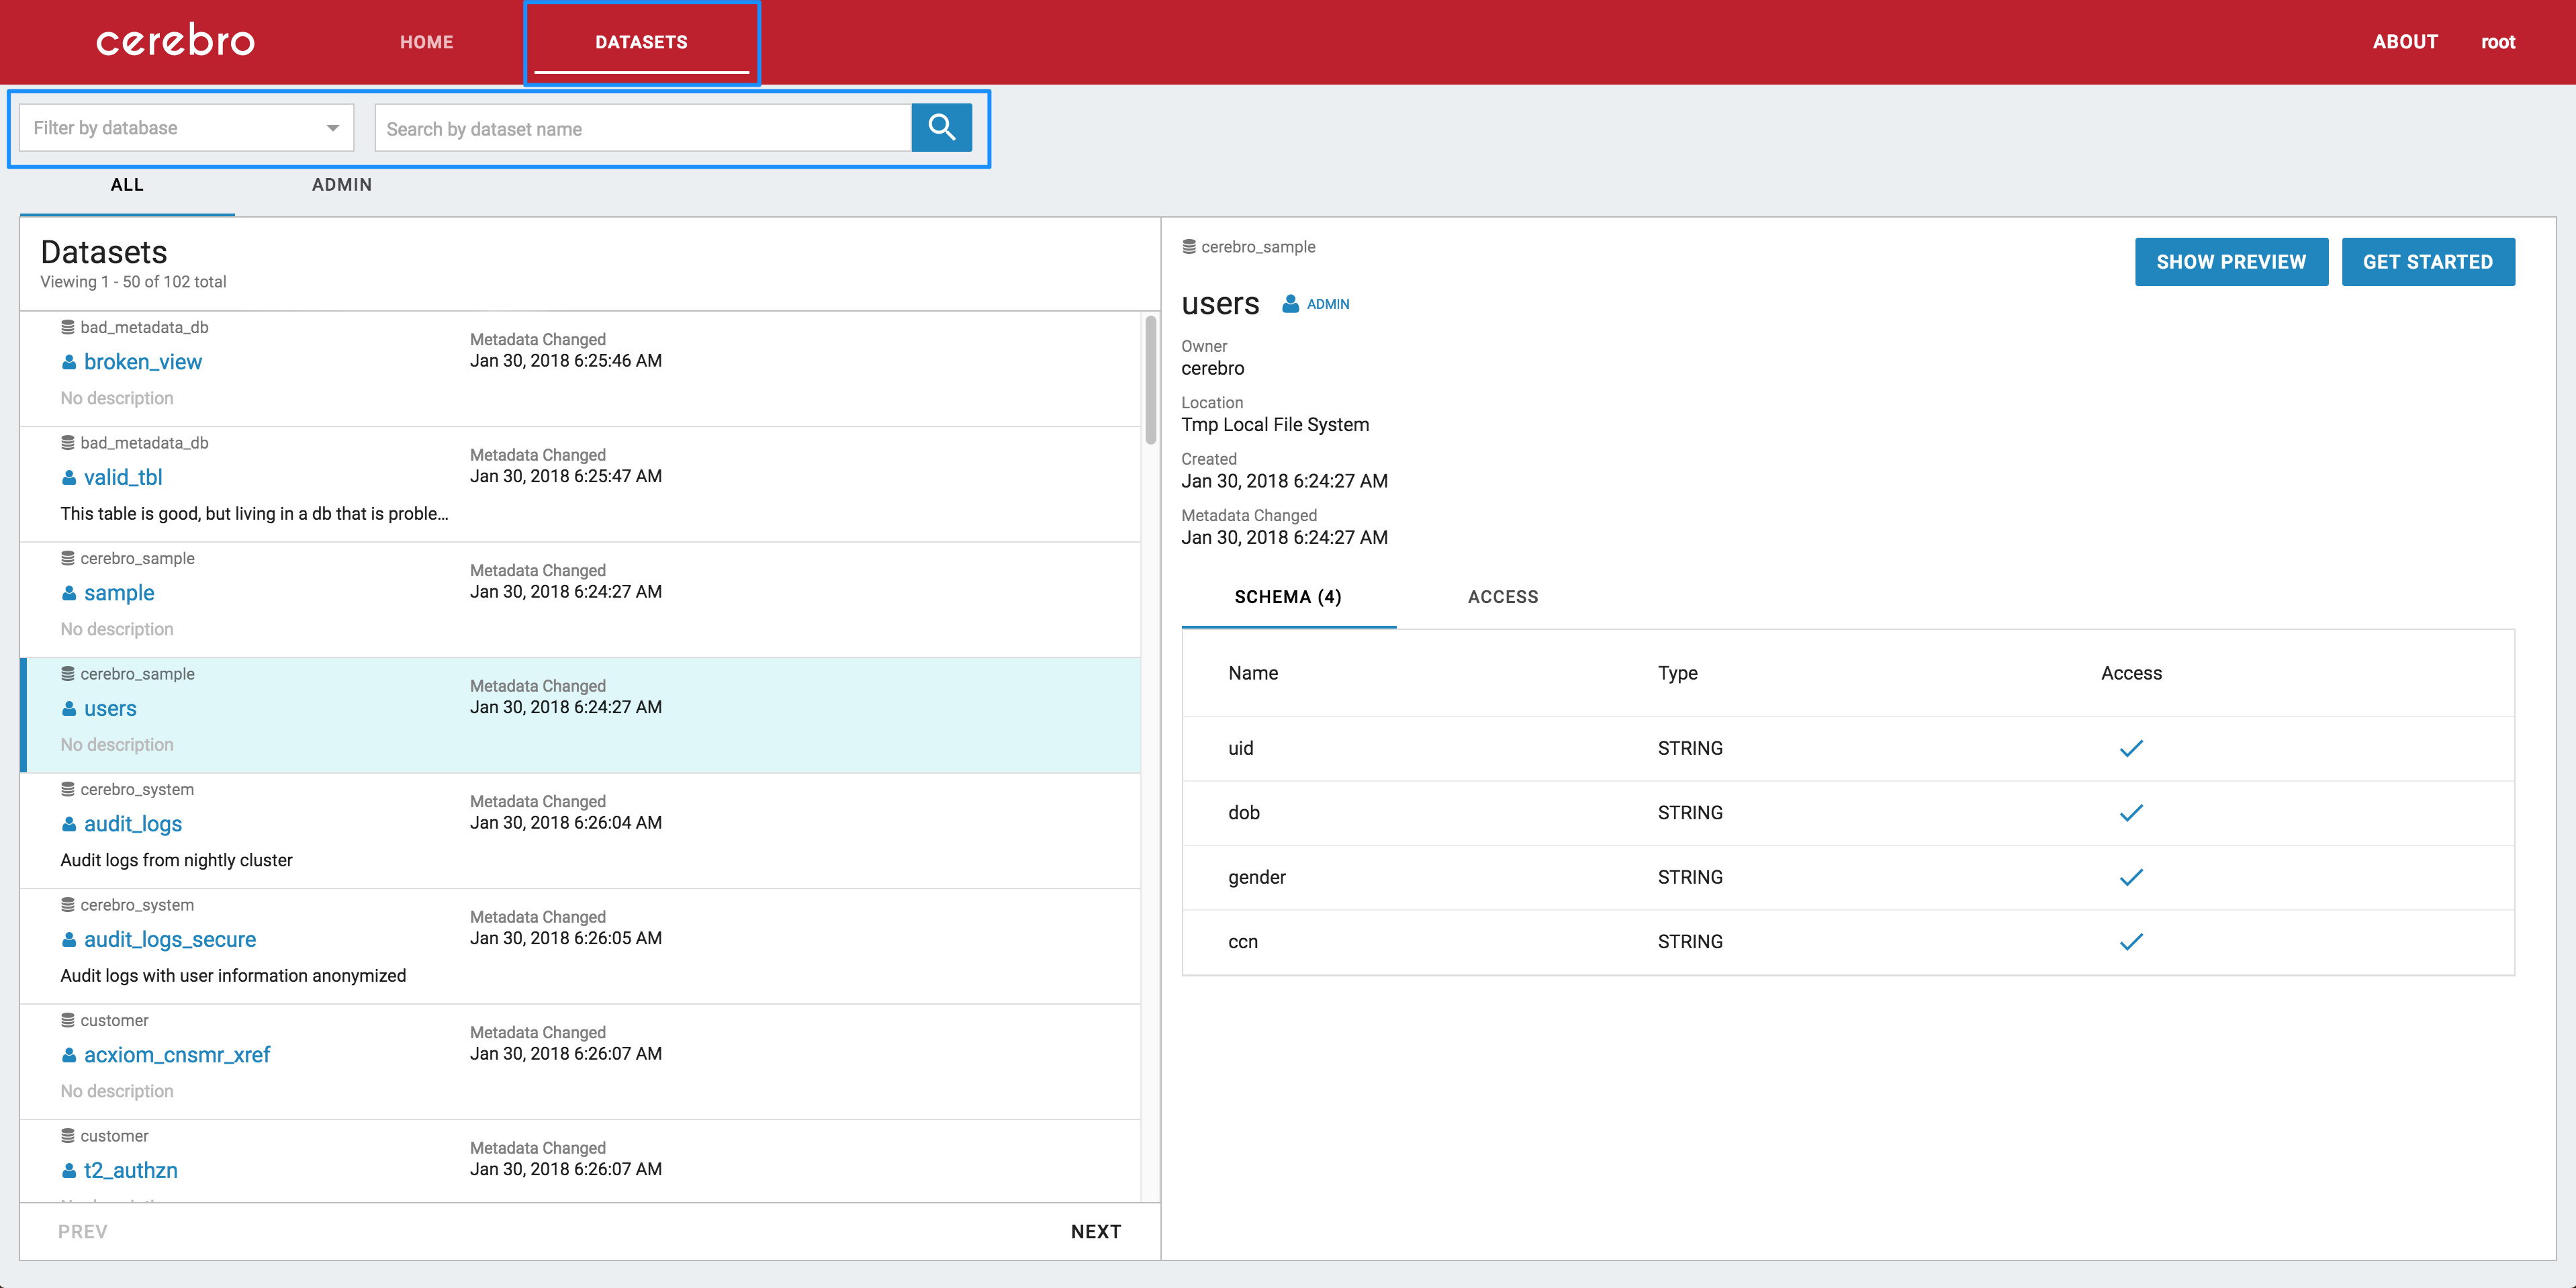 cerebro
HOME
DATASETS
ABOUT
root
Filter by database
Search by dataset name
ALL
ADMIN
Datasets
Viewing 1 - 50 of 102 total
bad_metadata_db
broken_view
No description
Metadata Changed
Jan 30, 2018 6:25:46 AM
bad_metadata_db
valid_tbl
This table is good, but living in a db that is proble...
Metadata Changed
Jan 30, 2018 6:25:47 AM
cerebro_sample
sample
No description
Metadata Changed
Jan 30, 2018 6:24:27 AM
cerebro_sample
users
No description
Metadata Changed
Jan 30, 2018 6:24:27 AM
cerebro_system
audit_logs
Audit logs from nightly cluster
Metadata Changed
Jan 30, 2018 6:26:04 AM
cerebro_system
audit_logs_secure
Audit logs with user information anonymized
Metadata Changed
Jan 30, 2018 6:26:05 AM
customer
acxiom_cnsmr_xref
No description
Metadata Changed
Jan 30, 2018 6:26:07 AM
customer
t2_authzn
Metadata Changed
Jan 30, 2018 6:26:07 AM
PREV
NEXT
cerebro_sample
SHOW PREVIEW
GET STARTED
users
ADMIN
Owner
cerebro
Location
Tmp Local File System
Created
Jan 30, 2018 6:24:27 AM
Metadata Changed
Jan 30, 2018 6:24:27 AM
SCHEMA (4)
ACCESS
Name Type Access
uid STRING
dob STRING
gender STRING
ccn STRING